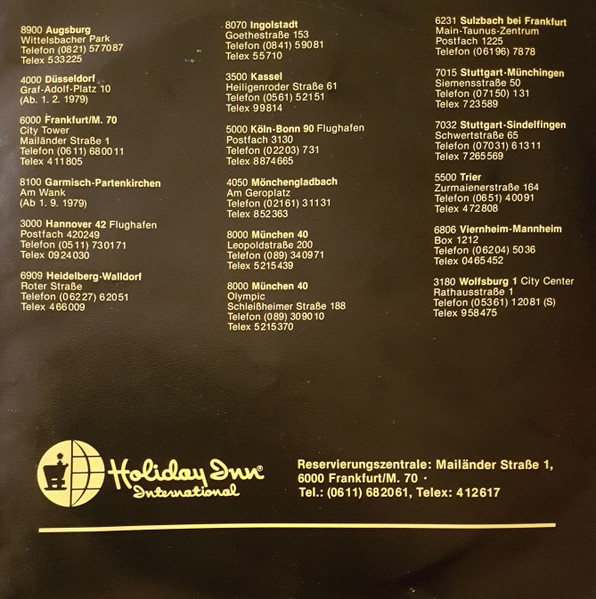 8900 Augsburg
Wittelsbacher Park
Telefon (0821) 577087
Telex 533225
4000 Düsseldorf
Graf-Adolf-Platz 10
(Ab. 1. 2. 1979)
6000 Frankfurt/M. 70
City Tower
Mailänder Straße 1
Telefon (0611) 680011
Telex 411805
8100 Garmisch-Partenkirchen
Am Wank
(Ab 1. 9. 1979)
3000 Hannover 42 Flughafen
Postfach 420249
Telefon (0511) 730171
Telex 0924030
6909 Heidelberg-Walldorf
Roter Straße
Telefon (06227) 62051
Telex 466009
8070 Ingolstadt
Goethestraße 153
Telefon (0841) 59081
Telex 55710
3500 Kassel
Heiligenroder Straße 61
Telefon (0561) 52151
Telex 99814
5000 Köln-Bonn 90 Flughafen
Postfach 3130
Telefon (02203) 731
Telex 8874665
4050 Mönchengladbach
Am Geroplatz
Telefon (02161) 31131
Telex 852363
8000 München 40
Leopoldstraße 200
Telefon (089) 340971
Telex 5215439
8000 München 40
Olympic
Schleißheimer Straße 188
Telefon (089) 309010
Telex 5215370
6231 Sulzbach bei Frankfurt
Main-Taunus-Zentrum
Postfach 1225
Telefon (06196) 7878
7015 Stuttgart-Münchingen
Siemensstraße 50
Telefon (07150) 131
Telex 723589
7032 Stuttgart-Sindelfingen
Schwertstraße 65
Telefon (07031) 61311
Telex 7265569
5500 Trier
Zurmaienerstraße 164
Telefon (0651) 40091
Telex 472808
6806 Viernheim-Mannheim
Box 1212
Telefon (06204) 5036
Telex 0465452
3180 Wolfsburg 1 City Center
Rathausstraße 1
Telefon (05361) 12081 (S)
Telex 958475
Holiday Inn®
International
Reservierungszentrale: Mailänder Straße 1,
6000 Frankfurt/M. 70 ·
Tel.: (0611) 682061, Telex: 412617